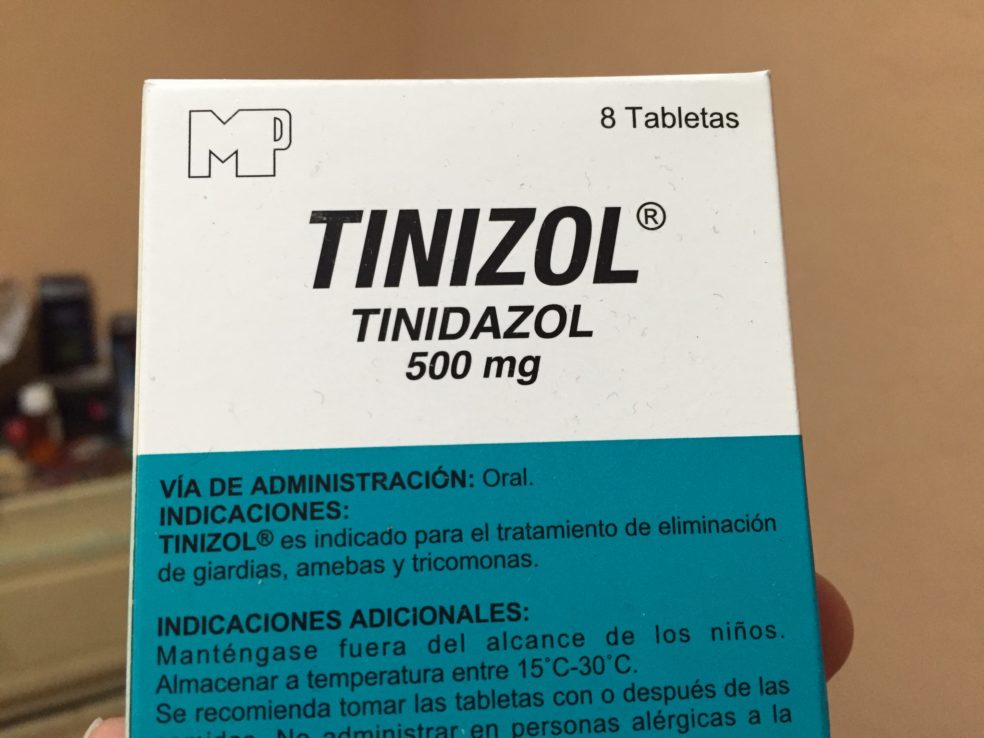 MP
8 Tabletas
TINIZOL®
TINIDAZOL
500 mg
VÍA DE ADMINISTRACIÓN: Oral.
INDICACIONES:
TINIZOL® es indicado para el tratamiento de eliminación
de giardias, amebas y tricomonas.
INDICACIONES ADICIONALES:
Manténgase fuera del alcance de los niños.
Almacenar a temperatura entre 15˚C-30˚C.
Se recomienda tomar las tabletas con o después de las
No administrar en personas alérgicas a la